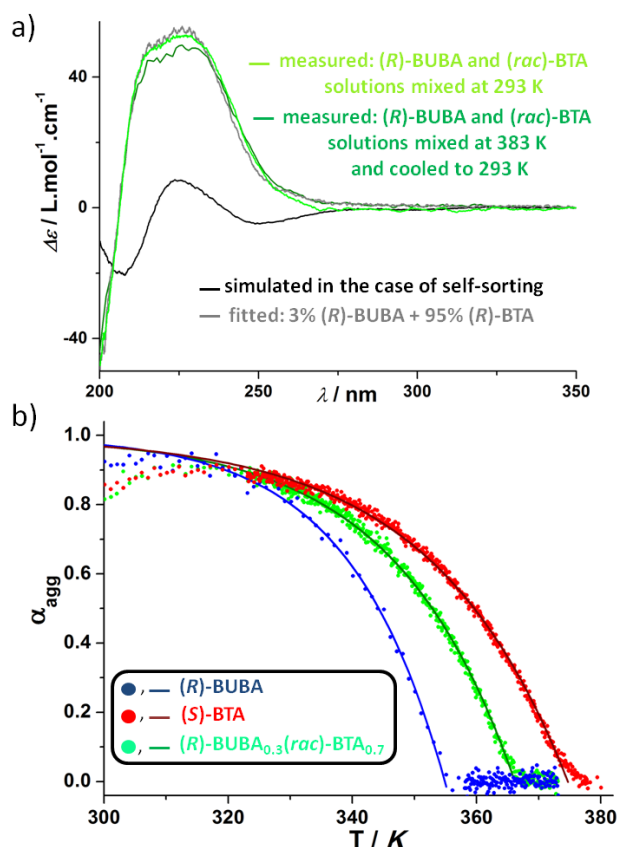 a)
40
0
-40
Δε / L.mol⁻¹.cm⁻¹
measured: (R)-BUBA and (rac)-BTA
solutions mixed at 293 K
measured: (R)-BUBA and (rac)-BTA
solutions mixed at 383 K
and cooled to 293 K
simulated in the case of self-sorting
fitted: 3% (R)-BUBA + 95% (R)-BTA
200 250 300 350
λ / nm
b)
1.0
0.8
0.6
0.4
0.2
0.0
α_agg
, (R)-BUBA
, (S)-BTA
, (R)-BUBA₀.₃(rac)-BTA₀.₇
300 320 340 360 380
T / K